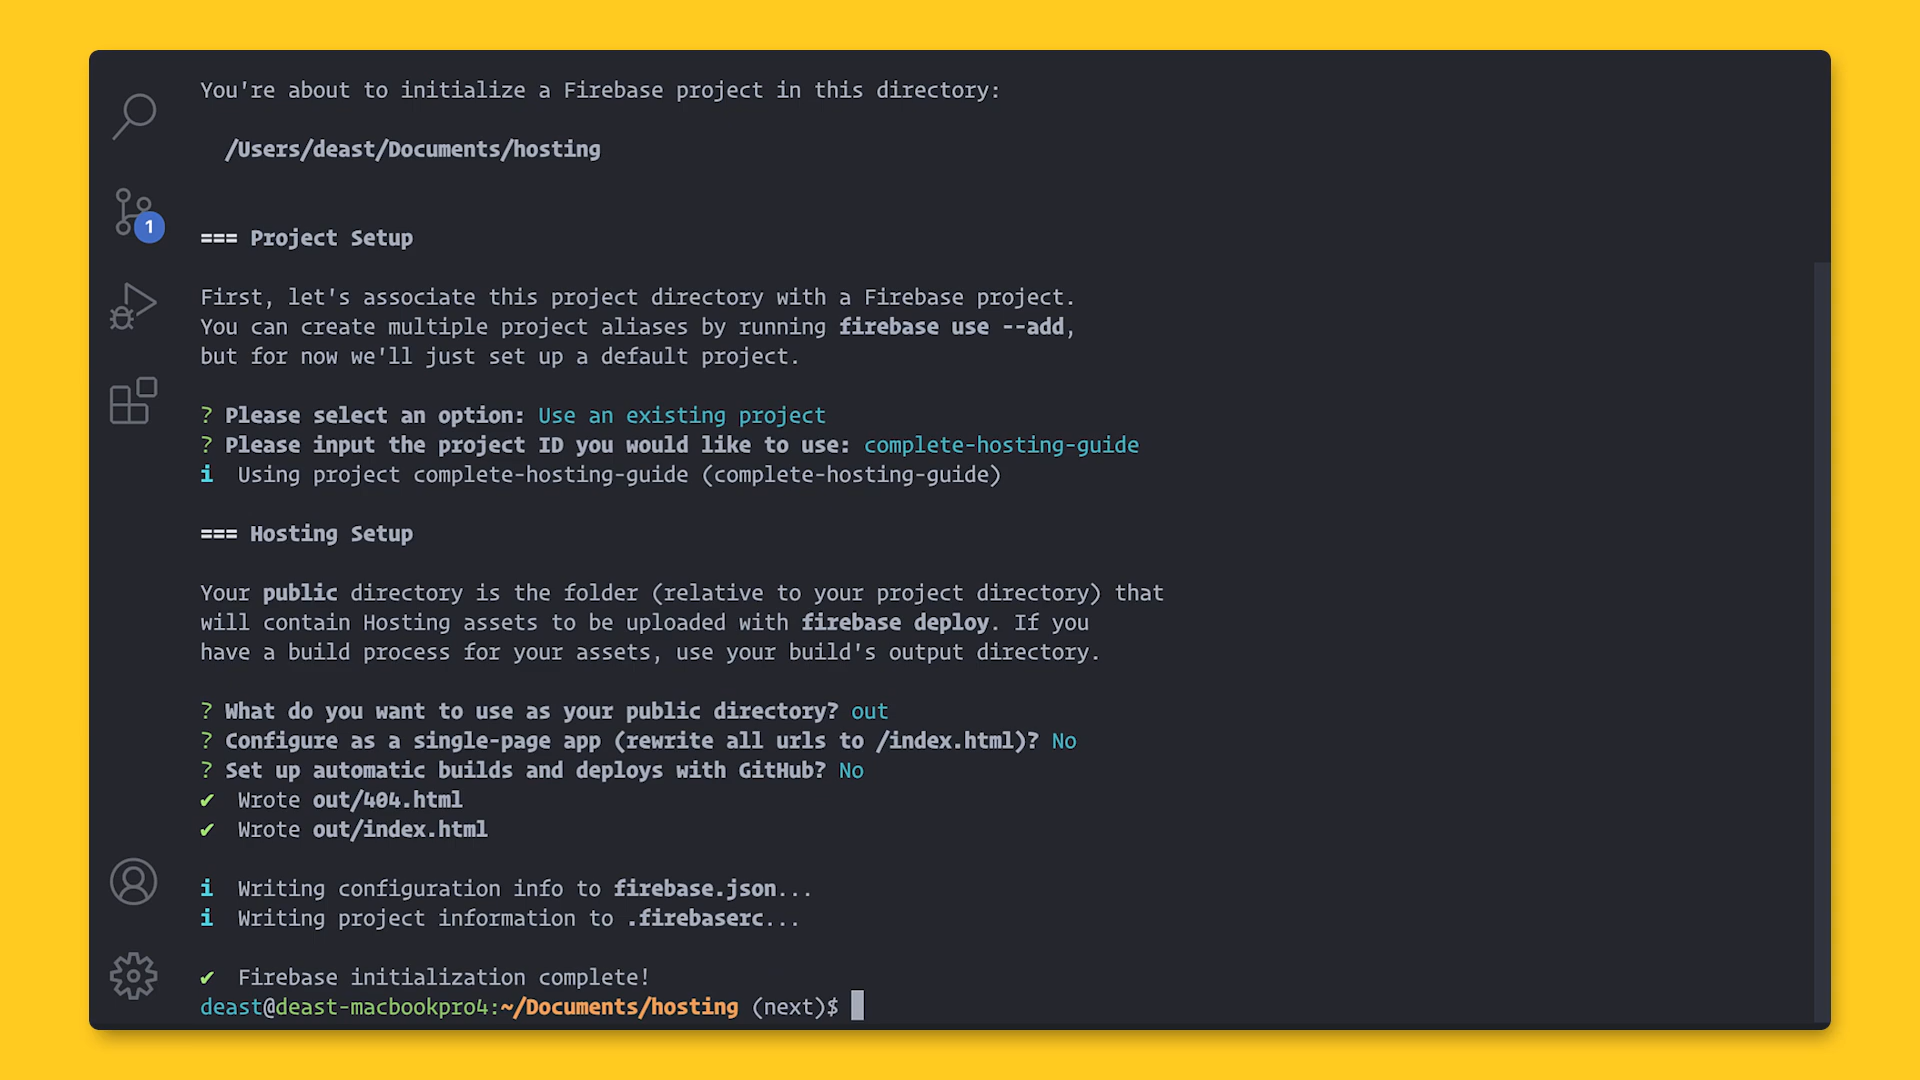 You're about to initialize a Firebase project in this directory:
/Users/deast/Documents/hosting
1
=== Project Setup
First, let's associate this project directory with a Firebase project.
You can create multiple project aliases by running firebase use --add,
but for now we'll just set up a default project.
? Please select an option: Use an existing project
? Please input the project ID you would like to use: complete-hosting-guide
i Using project complete-hosting-guide (complete-hosting-guide)
=== Hosting Setup
Your public directory is the folder (relative to your project directory) that
will contain Hosting assets to be uploaded with firebase deploy. If you
have a build process for your assets, use your build's output directory.
? What do you want to use as your public directory? out
? Configure as a single-page app (rewrite all urls to /index.html)? No
? Set up automatic builds and deploys with GitHub? No
✔ Wrote out/404.html
✔ Wrote out/index.html
i Writing configuration info to firebase.json...
i Writing project information to .firebaserc...
✔ Firebase initialization complete!
deast@deast-macbookpro4:~/Documents/hosting (next)$